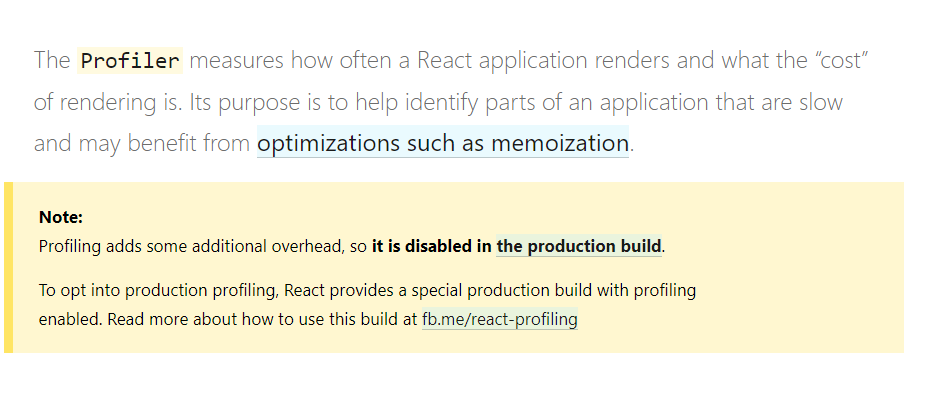 The Profiler measures how often a React application renders and what the “cost”
of rendering is. Its purpose is to help identify parts of an application that are slow
and may benefit from optimizations such as memoization.
Note:
Profiling adds some additional overhead, so it is disabled in the production build.
To opt into production profiling, React provides a special production build with profiling
enabled. Read more about how to use this build at fb.me/react-profiling